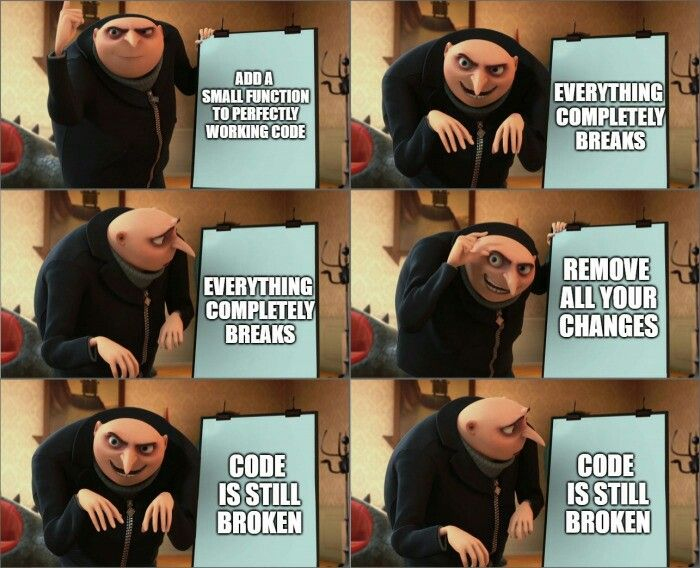 ADD A
SMALL FUNCTION
TO PERFECTLY
WORKING CODE
EVERYTHING
COMPLETELY
BREAKS
EVERYTHING
COMPLETELY
BREAKS
REMOVE
ALL YOUR
CHANGES
CODE
IS STILL
BROKEN
CODE
IS STILL
BROKEN